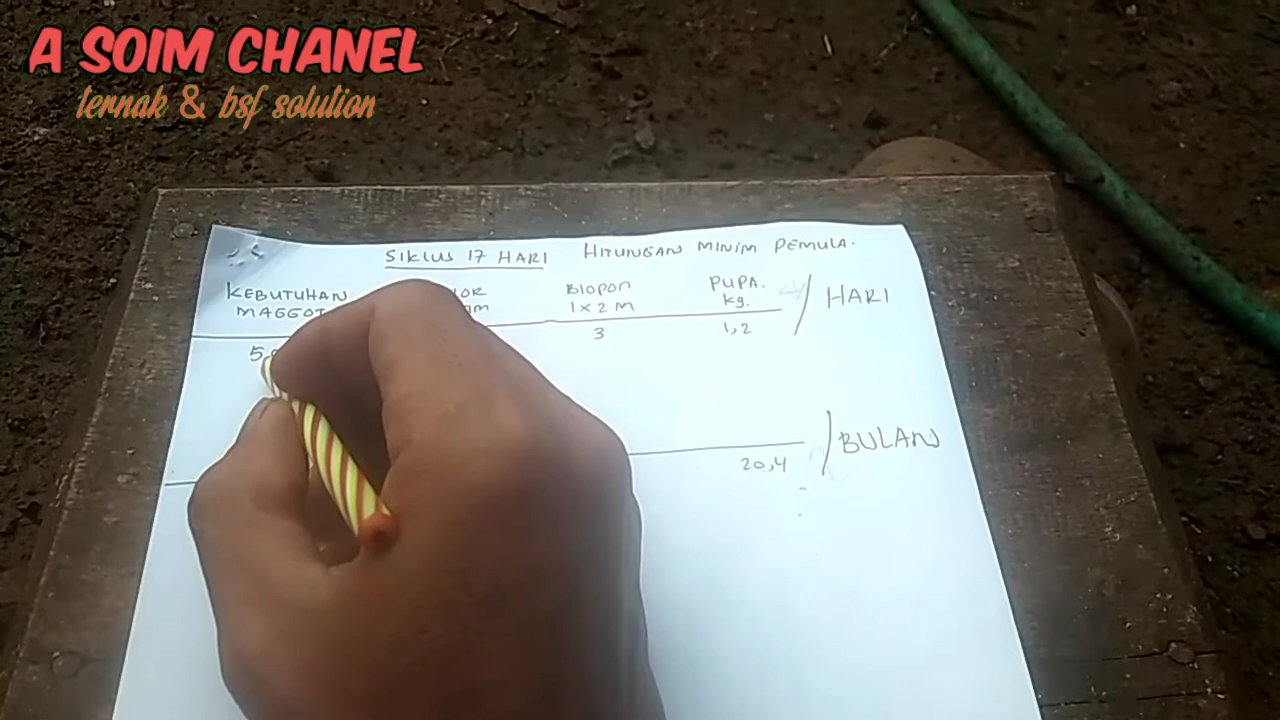 A SOIM CHANEL
ternak & bsf solution
SIKLUS 17 HARI HITUNGAN MINIM PEMULA.
KEBUTUHAN BIOPON PUPA.
MAGGOT 1x2 M kg. / HARI
3 1,2
20,4 / BULAN